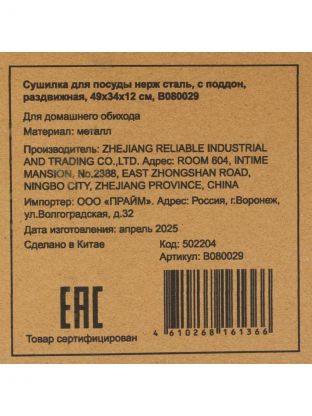 Сушилка для посуды нерж сталь, с поддон,
раздвижная, 49х34х12 см, B080029
Для домашнего обихода
Материал: металл
Производитель: ZHEJIANG RELIABLE INDUSTRIAL
AND TRADING CO.,LTD. Адрес: ROOM 604, INTIME
MANSION, No.2388, EAST ZHONGSHAN ROAD,
NINGBO CITY, ZHEJIANG PROVINCE, CHINA
Импортер: ООО «ПРАЙМ». Адрес: Россия, г.Воронеж,
ул.Волгоградская, д.32
Дата изготовления: апрель 2025
Сделано в Китае
Код: 502204
Артикул: B080029
EAC
Товар сертифицирован
4 610268 161366